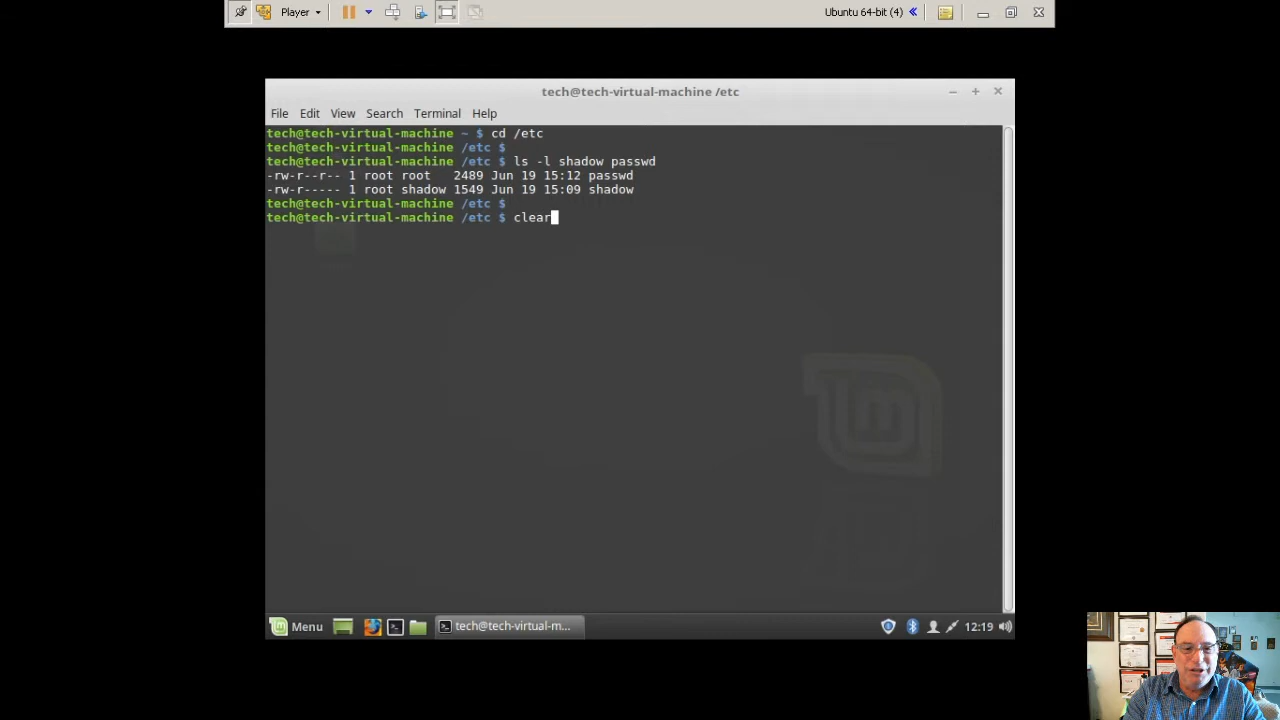 Player
Ubuntu 64-bit (4)
tech@tech-virtual-machine /etc
File Edit View Search Terminal Help
tech@tech-virtual-machine ~ $ cd /etc
tech@tech-virtual-machine /etc $
tech@tech-virtual-machine /etc $ ls -l shadow passwd
-rw-r--r-- 1 root root   2489 Jun 19 15:12 passwd
-rw-r----- 1 root shadow 1549 Jun 19 15:09 shadow
tech@tech-virtual-machine /etc $
tech@tech-virtual-machine /etc $ clear
Menu tech@tech-virtual-m... 12:19